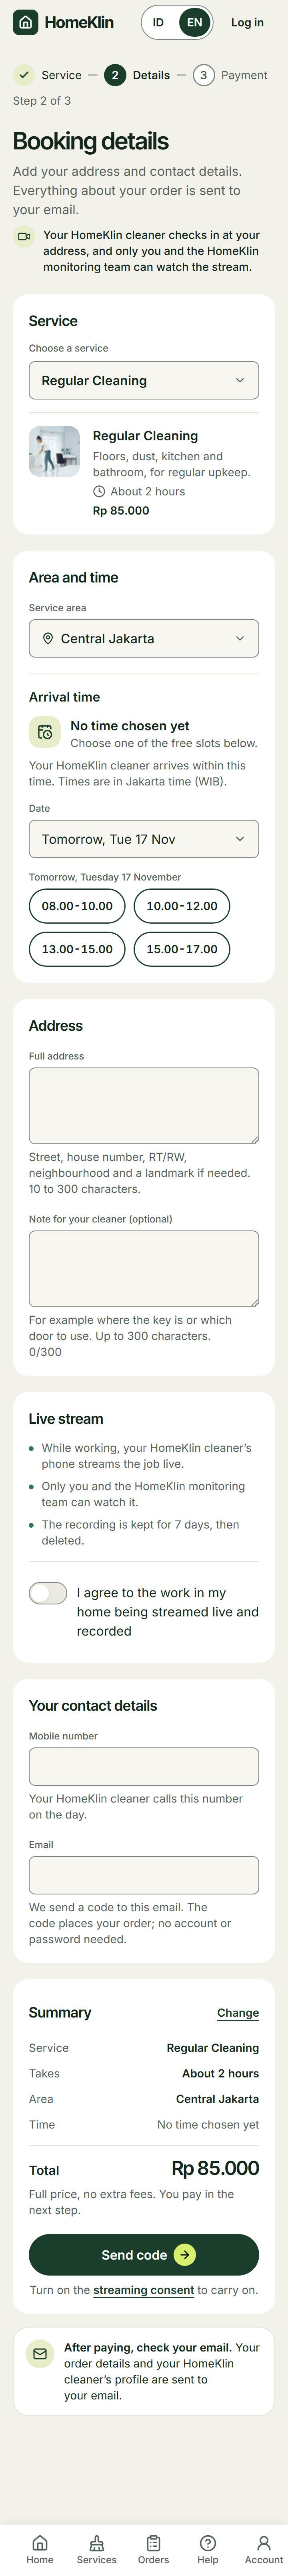 HomeKlin
ID EN
Log in
Service
2 Details
3 Payment
Step 2 of 3
Booking details
Add your address and contact details.
Everything about your order is sent to
your email.
Your HomeKlin cleaner checks in at your
address, and only you and the HomeKlin
monitoring team can watch the stream.
Service
Choose a service
Regular Cleaning
Regular Cleaning
Floors, dust, kitchen and
bathroom, for regular upkeep.
About 2 hours
Rp 85.000
Area and time
Service area
Central Jakarta
Arrival time
No time chosen yet
Choose one of the free slots below.
Your HomeKlin cleaner arrives within this
time. Times are in Jakarta time (WIB).
Date
Tomorrow, Tue 17 Nov
Tomorrow, Tuesday 17 November
08.00-10.00
10.00-12.00
13.00-15.00
15.00-17.00
Address
Full address
Street, house number, RT/RW,
neighbourhood and a landmark if needed.
10 to 300 characters.
Note for your cleaner (optional)
For example where the key is or which
door to use. Up to 300 characters.
0/300
Live stream
While working, your HomeKlin cleaner's
phone streams the job live.
Only you and the HomeKlin monitoring
team can watch it.
The recording is kept for 7 days, then
deleted.
I agree to the work in my
home being streamed live and
recorded
Your contact details
Mobile number
Your HomeKlin cleaner calls this number
on the day.
Email
We send a code to this email. The
code places your order; no account or
password needed.
Summary
Change
Service Regular Cleaning
Takes About 2 hours
Area Central Jakarta
Time No time chosen yet
Total Rp 85.000
Full price, no extra fees. You pay in the
next step.
Send code
Turn on the streaming consent to carry on.
After paying, check your email. Your
order details and your HomeKlin
cleaner's profile are sent to
your email.
Home
Services
Orders
Help
Account